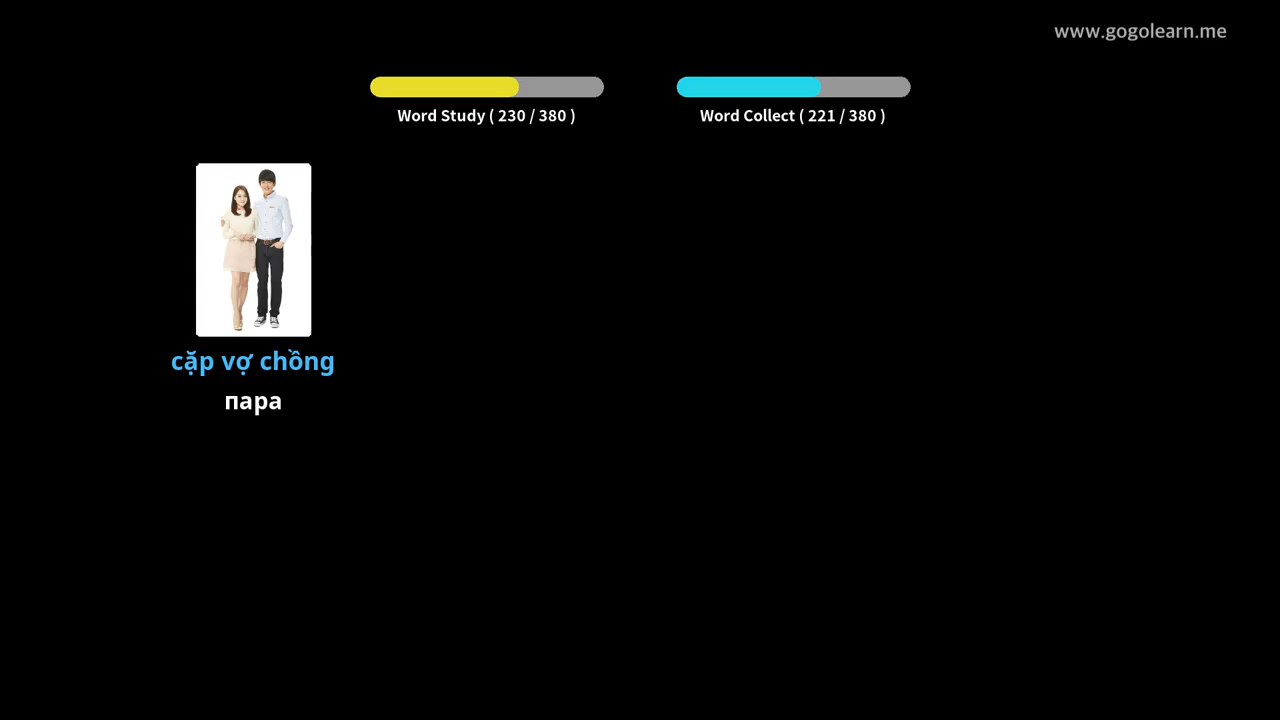 www.gogolearn.me
Word Study ( 230 / 380 )
Word Collect ( 221 / 380 )
cặp vợ chồng
пара